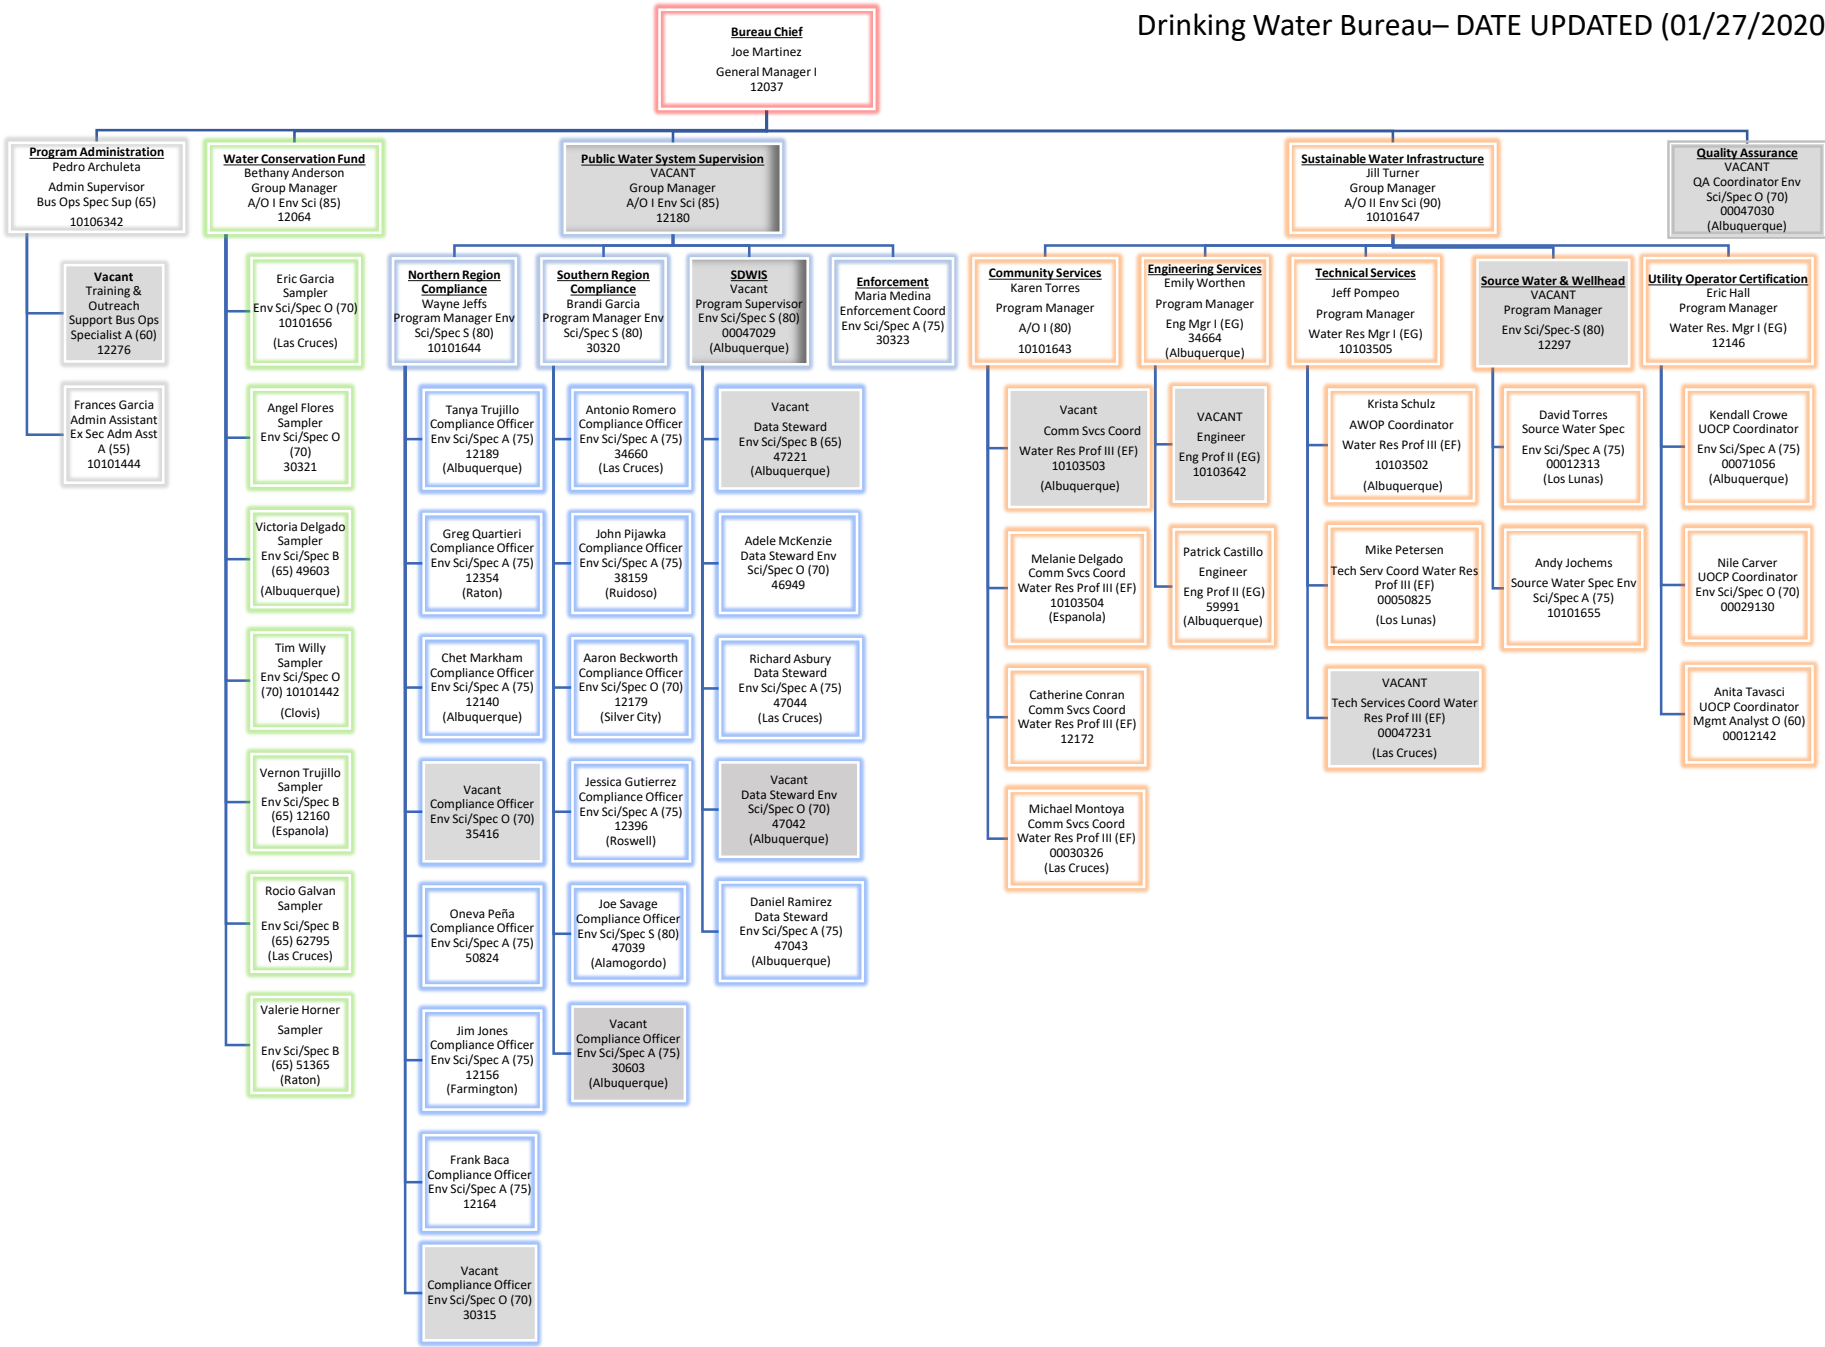 Drinking Water Bureau– DATE UPDATED (01/27/2020
Bureau Chief
Joe Martinez
General Manager I
12037
Program Administration
Pedro Archuleta
Admin Supervisor
Bus Ops Spec Sup (65)
10106342
Water Conservation Fund
Bethany Anderson
Group Manager
A/O I Env Sci (85)
12064
Public Water System Supervision
VACANT
Group Manager
A/O I Env Sci (85)
12180
Sustainable Water Infrastructure
Jill Turner
Group Manager
A/O II Env Sci (90)
10101647
Quality Assurance
VACANT
QA Coordinator Env
Sci/Spec O (70)
00047030
(Albuquerque)
Vacant
Training &
Outreach
Support Bus Ops
Specialist A (60)
12276
Frances Garcia
Admin Assistant
Ex Sec Adm Asst
A (55)
10101444
Eric Garcia
Sampler
Env Sci/Spec O (70)
10101656
(Las Cruces)
Angel Flores
Sampler
Env Sci/Spec O
(70)
30321
Victoria Delgado
Sampler
Env Sci/Spec B
(65) 49603
(Albuquerque)
Tim Willy
Sampler
Env Sci/Spec O
(70) 10101442
(Clovis)
Vernon Trujillo
Sampler
Env Sci/Spec B
(65) 12160
(Espanola)
Rocio Galvan
Sampler
Env Sci/Spec B
(65) 62795
(Las Cruces)
Valerie Horner
Sampler
Env Sci/Spec B
(65) 51365
(Raton)
Northern Region
Compliance
Wayne Jeffs
Program Manager Env
Sci/Spec S (80)
10101644
Tanya Trujillo
Compliance Officer
Env Sci/Spec A (75)
12189
(Albuquerque)
Greg Quartieri
Compliance Officer
Env Sci/Spec A (75)
12354
(Raton)
Chet Markham
Compliance Officer
Env Sci/Spec A (75)
12140
(Albuquerque)
Vacant
Compliance Officer
Env Sci/Spec O (70)
35416
Oneva Peña
Compliance Officer
Env Sci/Spec A (75)
50824
Jim Jones
Compliance Officer
Env Sci/Spec A (75)
12156
(Farmington)
Frank Baca
Compliance Officer
Env Sci/Spec A (75)
12164
Vacant
Compliance Officer
Env Sci/Spec O (70)
30315
Southern Region
Compliance
Brandi Garcia
Program Manager Env
Sci/Spec S (80)
30320
Antonio Romero
Compliance Officer
Env Sci/Spec A (75)
34660
(Las Cruces)
John Pijawka
Compliance Officer
Env Sci/Spec A (75)
38159
(Ruidoso)
Aaron Beckworth
Compliance Officer
Env Sci/Spec O (70)
12179
(Silver City)
Jessica Gutierrez
Compliance Officer
Env Sci/Spec A (75)
12396
(Roswell)
Joe Savage
Compliance Officer
Env Sci/Spec S (80)
47039
(Alamogordo)
Vacant
Compliance Officer
Env Sci/Spec A (75)
30603
(Albuquerque)
SDWIS
Vacant
Program Supervisor
Env Sci/Spec S (80)
00047029
(Albuquerque)
Vacant
Data Steward
Env Sci/Spec B (65)
47221
(Albuquerque)
Adele McKenzie
Data Steward Env
Sci/Spec O (70)
46949
Richard Asbury
Data Steward
Env Sci/Spec A (75)
47044
(Las Cruces)
Vacant
Data Steward Env
Sci/Spec O (70)
47042
(Albuquerque)
Daniel Ramirez
Data Steward
Env Sci/Spec A (75)
47043
(Albuquerque)
Enforcement
Maria Medina
Enforcement Coord
Env Sci/Spec A (75)
30323
Community Services
Karen Torres
Program Manager
A/O I (80)
10101643
Vacant
Comm Svcs Coord
Water Res Prof III (EF)
10103503
(Albuquerque)
Melanie Delgado
Comm Svcs Coord
Water Res Prof III (EF)
10103504
(Espanola)
Catherine Conran
Comm Svcs Coord
Water Res Prof III (EF)
12172
Michael Montoya
Comm Svcs Coord
Water Res Prof III (EF)
00030326
(Las Cruces)
Engineering Services
Emily Worthen
Program Manager
Eng Mgr I (EG)
34664
(Albuquerque)
VACANT
Engineer
Eng Prof II (EG)
10103642
Patrick Castillo
Engineer
Eng Prof II (EG)
59991
(Albuquerque)
Technical Services
Jeff Pompeo
Program Manager
Water Res Mgr I (EG)
10103505
Krista Schulz
AWOP Coordinator
Water Res Prof III (EF)
10103502
(Albuquerque)
Mike Petersen
Tech Serv Coord Water Res
Prof III (EF)
00050825
(Los Lunas)
VACANT
Tech Services Coord Water
Res Prof III (EF)
00047231
(Las Cruces)
Source Water & Wellhead
VACANT
Program Manager
Env Sci/Spec-S (80)
12297
David Torres
Source Water Spec
Env Sci/Spec A (75)
00012313
(Los Lunas)
Andy Jochems
Source Water Spec Env
Sci/Spec A (75)
10101655
Utility Operator Certification
Eric Hall
Program Manager
Water Res. Mgr I (EG)
12146
Kendall Crowe
UOCP Coordinator
Env Sci/Spec A (75)
00071056
(Albuquerque)
Nile Carver
UOCP Coordinator
Env Sci/Spec O (70)
00029130
Anita Tavasci
UOCP Coordinator
Mgmt Analyst O (60)
00012142